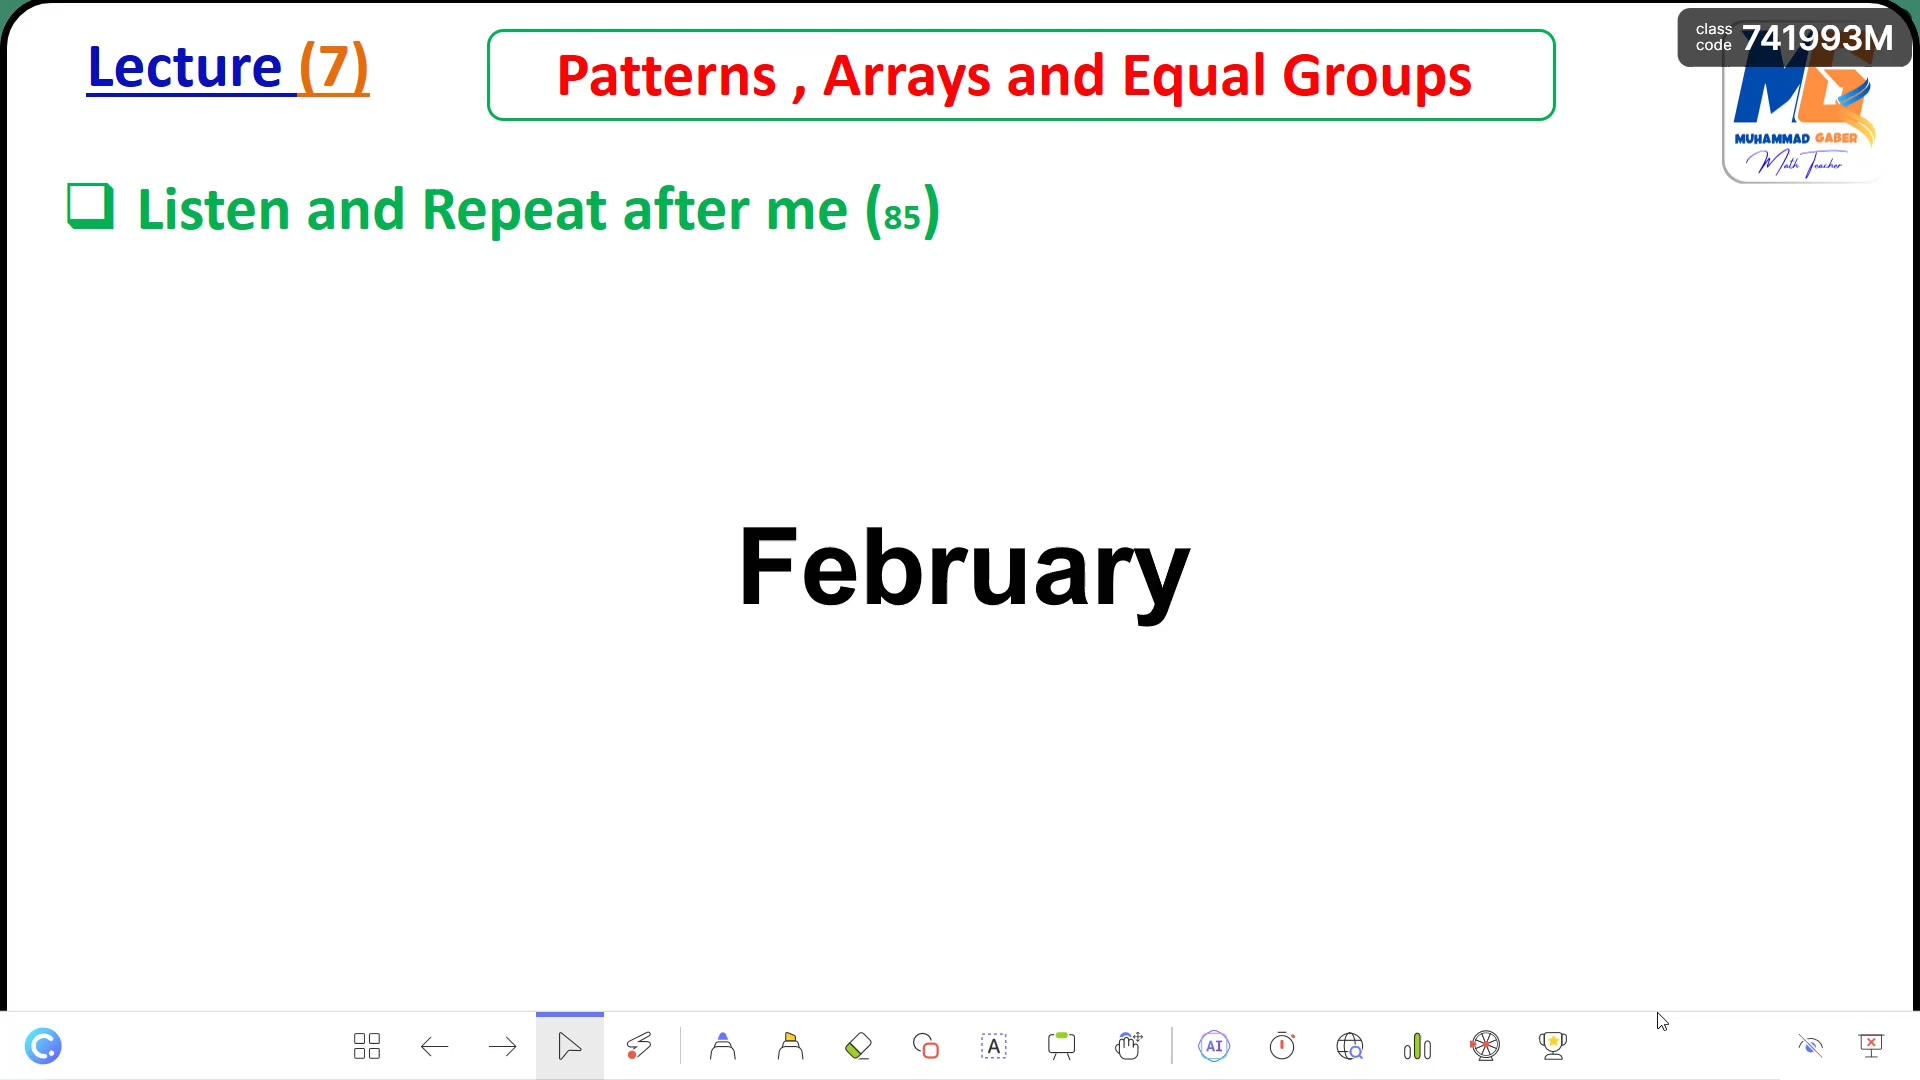 Lecture (7)
Patterns , Arrays and Equal Groups
class code 741993M
MUHAMMAD GABER
Math Teacher
Listen and Repeat after me (85)
February
A
AI